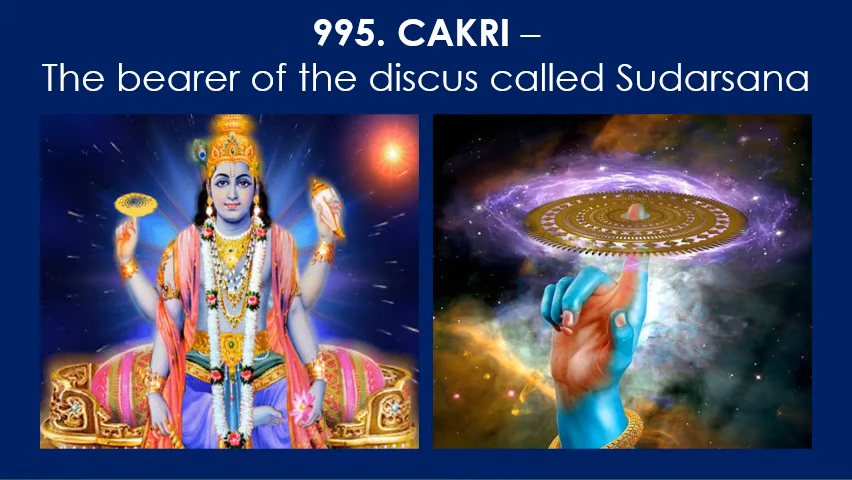 995. CAKRI –
The bearer of the discus called Sudarsana